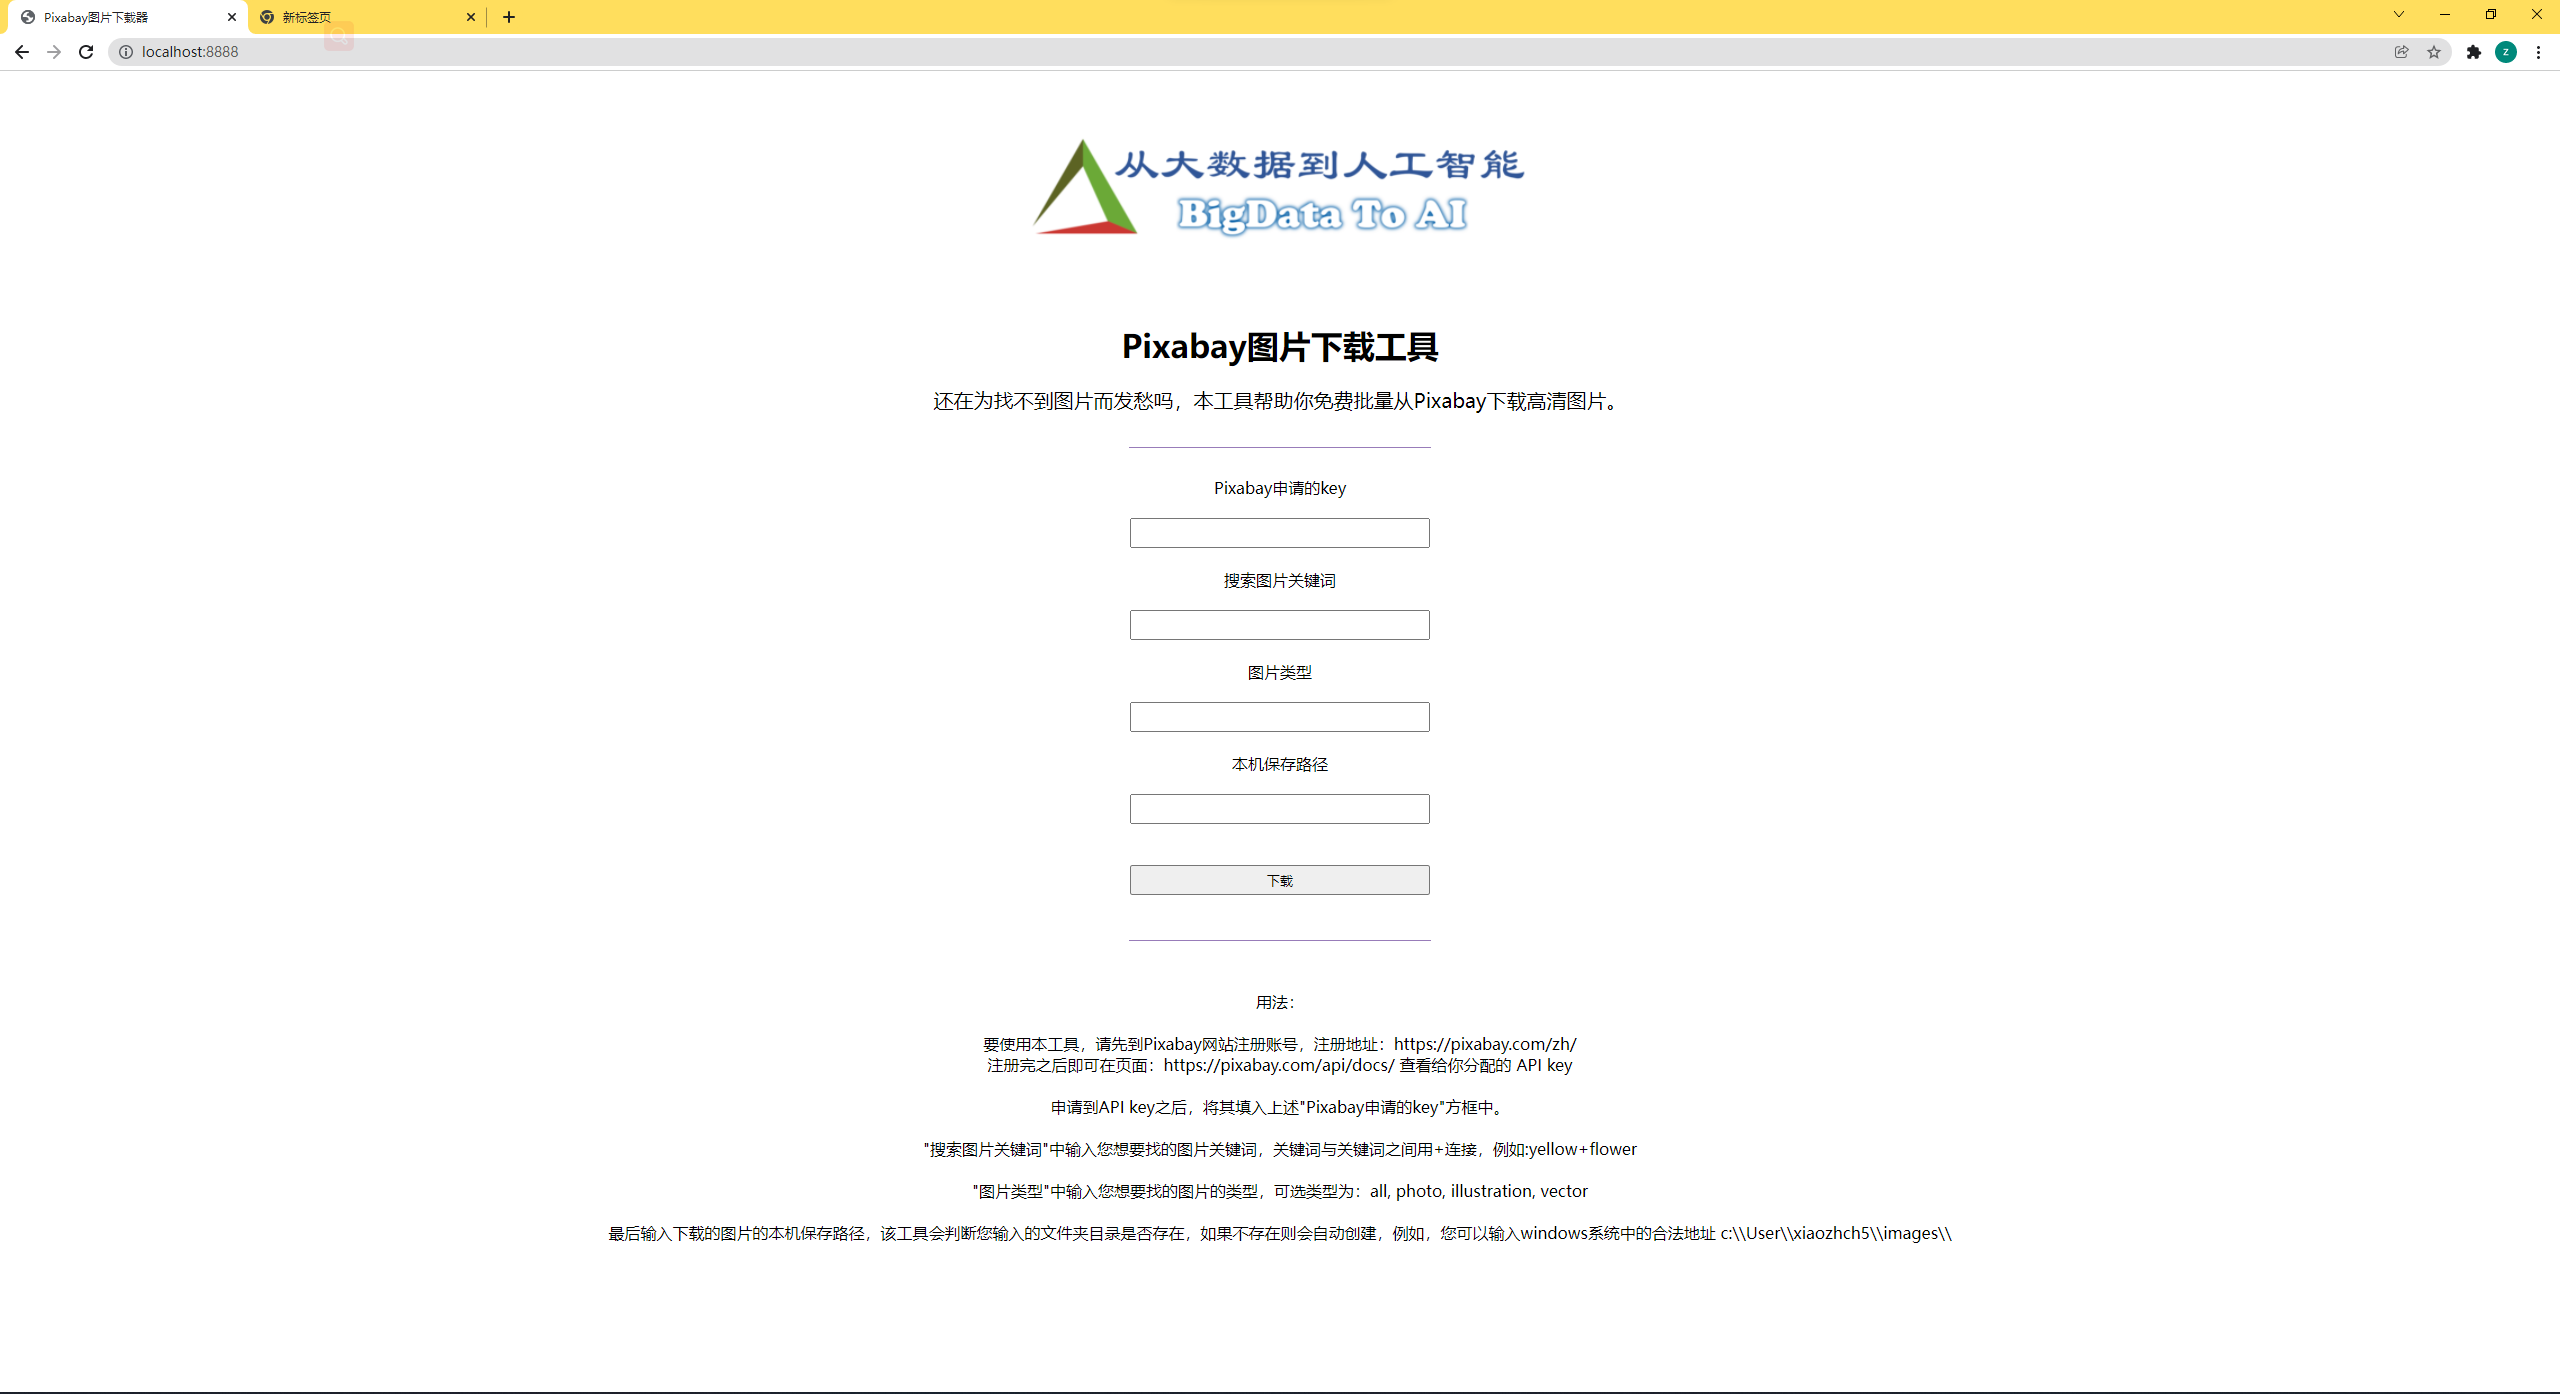 Pixabay图片下载器
新标签页
localhost:8888
z
从大数据到人工智能
BigData To AI
Pixabay图片下载工具
还在为找不到图片而发愁吗，本工具帮助你免费批量从Pixabay下载高清图片。
Pixabay申请的key
搜索图片关键词
图片类型
本机保存路径
下载
用法：
要使用本工具，请先到Pixabay网站注册账号，注册地址：https://pixabay.com/zh/
注册完之后即可在页面：https://pixabay.com/api/docs/ 查看给你分配的 API key
申请到API key之后，将其填入上述"Pixabay申请的key"方框中。
"搜索图片关键词"中输入您想要找的图片关键词，关键词与关键词之间用+连接，例如:yellow+flower
"图片类型"中输入您想要找的图片的类型，可选类型为：all, photo, illustration, vector
最后输入下载的图片的本机保存路径，该工具会判断您输入的文件夹目录是否存在，如果不存在则会自动创建，例如，您可以输入windows系统中的合法地址 c:\\User\\xiaozhch5\\images\\